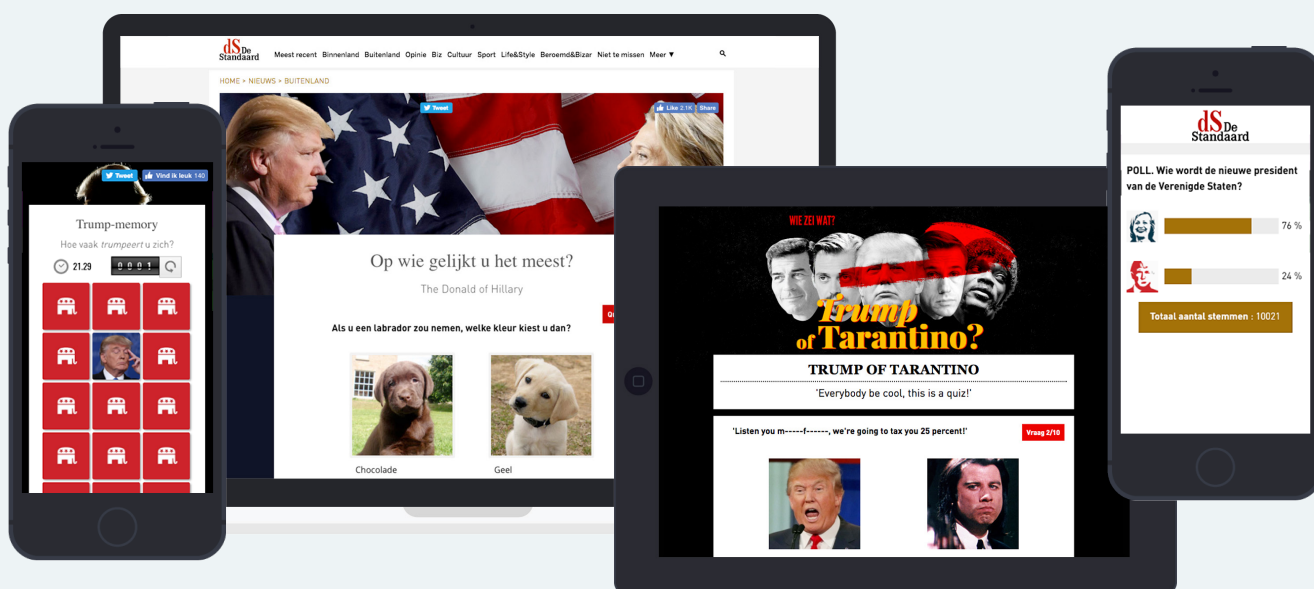 dS De
Standaard
Meest recent Binnenland Buitenland Opinie Biz Cultuur Sport Life&Style Beroemd&Bizar Niet te missen Meer ▼
HOME > NIEUWS > BUITENLAND
Tweet
Like 2.1K Share
Op wie gelijkt u het meest?
The Donald of Hillary
Als u een labrador zou nemen, welke kleur kiest u dan?
Chocolade
Geel
Tweet Vind ik leuk 140
Trump-memory
Hoe vaak trumpeert u zich?
21.29 0001
WIE ZEI WAT?
Trump
of Tarantino?
TRUMP OF TARANTINO
'Everybody be cool, this is a quiz!'
'Listen you m-----f------, we're going to tax you 25 percent!'
Vraag 2/10
dS De
Standaard
POLL. Wie wordt de nieuwe president
van de Verenigde Staten?
76 %
24 %
Totaal aantal stemmen : 10021